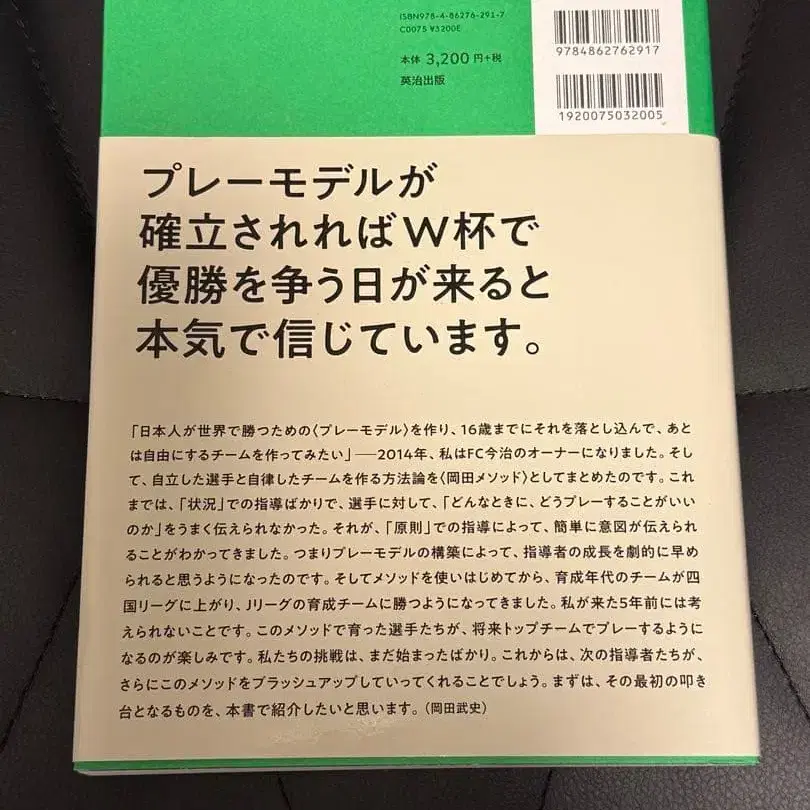 ISBN978-4-86276-291-7
C0075 ¥3200E
本体 3,200 円+税
英治出版
9784862762917
1920075032005
プレーモデルが
確立されればW杯で
優勝を争う日が来ると
本気で信じています。
「日本人が世界で勝つための〈プレーモデル〉を作り、16歳までにそれを落とし込んで、あと
は自由にするチームを作ってみたい」──2014年、私はFC今治のオーナーになりました。そし
て、自立した選手と自律したチームを作る方法論を〈岡田メソッド〉としてまとめたのです。これ
までは、「状況」での指導ばかりで、選手に対して、「どんなときに、どうプレーすることがいい
のか」をうまく伝えられなかった。それが、「原則」での指導によって、簡単に意図が伝えられ
ることがわかってきました。つまりプレーモデルの構築によって、指導者の成長を劇的に早め
られると思うようになったのです。そしてメソッドを使いはじめてから、育成年代のチームが四
国リーグに上がり、Jリーグの育成チームに勝つようになってきました。私が来た5年前には考
えられないことです。このメソッドで育った選手たちが、将来トップチームでプレーするように
なるのが楽しみです。私たちの挑戦は、まだ始まったばかり。これからは、次の指導者たちが、
さらにこのメソッドをブラッシュアップしていってくれることでしょう。まずは、その最初の叩き
台となるものを、本書で紹介したいと思います。（岡田武史）